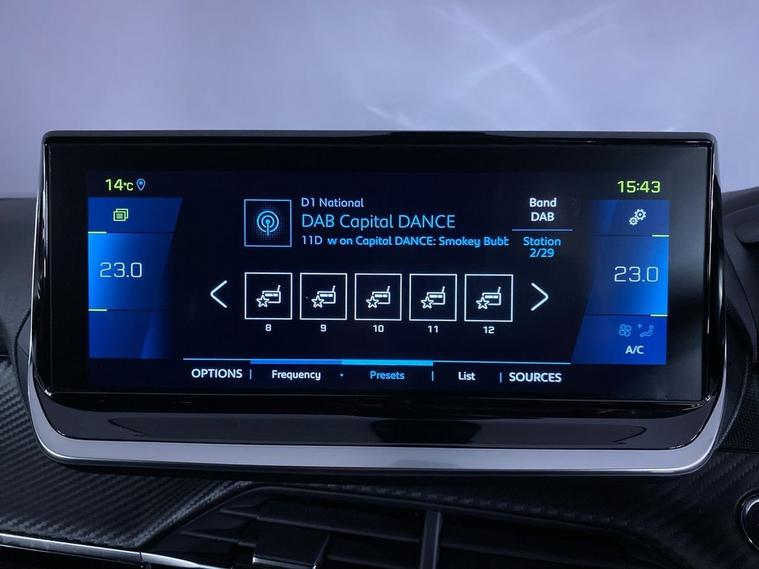 14°C
15:43
D1 National
DAB Capital DANCE
11D w on Capital DANCE: Smokey Bubt
Band
DAB
Station
2/29
23.0
23.0
8 9 10 11 12
A/C
OPTIONS | Frequency • Presets | List | SOURCES